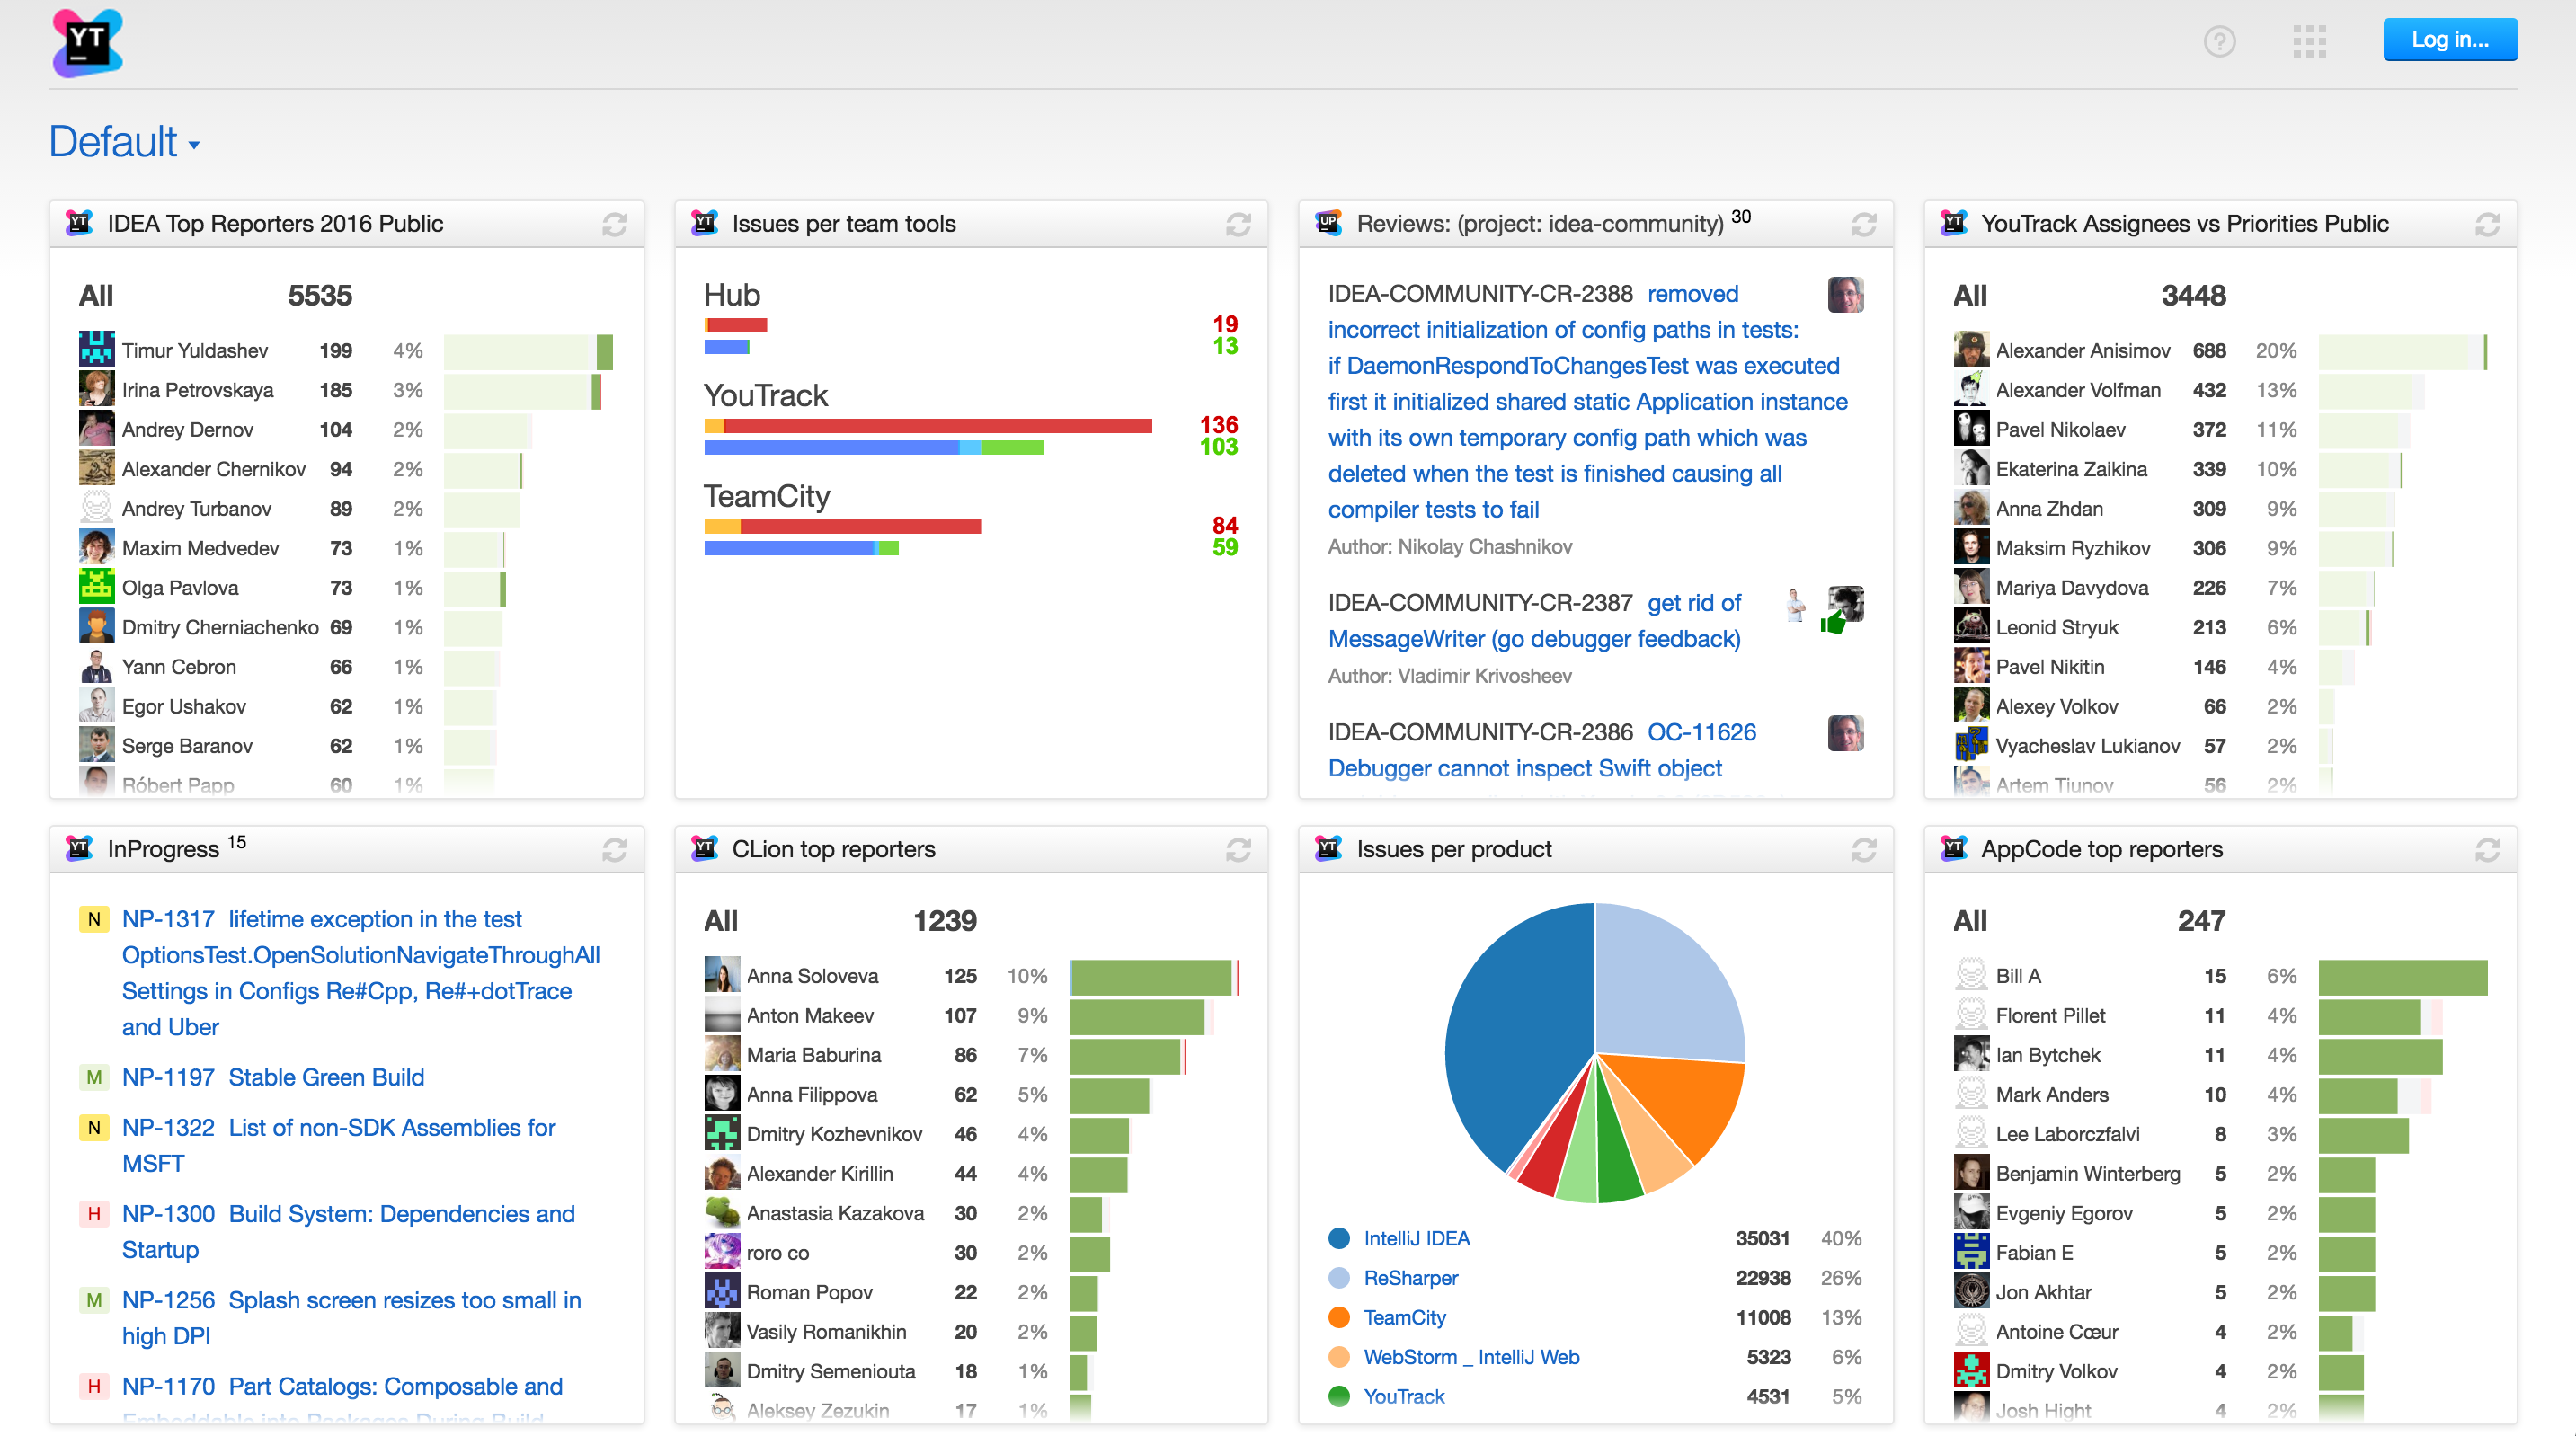 YT
Log in...
Default
IDEA Top Reporters 2016 Public
All 5535
Timur Yuldashev 199 4%
Irina Petrovskaya 185 3%
Andrey Dernov 104 2%
Alexander Chernikov 94 2%
Andrey Turbanov 89 2%
Maxim Medvedev 73 1%
Olga Pavlova 73 1%
Dmitry Cherniachenko 69 1%
Yann Cebron 66 1%
Egor Ushakov 62 1%
Serge Baranov 62 1%
Róbert Papp 60 1%
Issues per team tools
Hub
19
13
YouTrack
136
103
TeamCity
84
59
Reviews: (project: idea-community) 30
IDEA-COMMUNITY-CR-2388 removed
incorrect initialization of config paths in tests:
if DaemonRespondToChangesTest was executed
first it initialized shared static Application instance
with its own temporary config path which was
deleted when the test is finished causing all
compiler tests to fail
Author: Nikolay Chashnikov
IDEA-COMMUNITY-CR-2387 get rid of
MessageWriter (go debugger feedback)
Author: Vladimir Krivosheev
IDEA-COMMUNITY-CR-2386 OC-11626
Debugger cannot inspect Swift object
YouTrack Assignees vs Priorities Public
All 3448
Alexander Anisimov 688 20%
Alexander Volfman 432 13%
Pavel Nikolaev 372 11%
Ekaterina Zaikina 339 10%
Anna Zhdan 309 9%
Maksim Ryzhikov 306 9%
Mariya Davydova 226 7%
Leonid Stryuk 213 6%
Pavel Nikitin 146 4%
Alexey Volkov 66 2%
Vyacheslav Lukianov 57 2%
Artem Tiunov 56 2%
InProgress 15
N NP-1317 lifetime exception in the test
OptionsTest.OpenSolutionNavigateThroughAll
Settings in Configs Re#Cpp, Re#+dotTrace
and Uber
M NP-1197 Stable Green Build
N NP-1322 List of non-SDK Assemblies for
MSFT
H NP-1300 Build System: Dependencies and
Startup
M NP-1256 Splash screen resizes too small in
high DPI
H NP-1170 Part Catalogs: Composable and
Embeddable into Packages During Build
CLion top reporters
All 1239
Anna Soloveva 125 10%
Anton Makeev 107 9%
Maria Baburina 86 7%
Anna Filippova 62 5%
Dmitry Kozhevnikov 46 4%
Alexander Kirillin 44 4%
Anastasia Kazakova 30 2%
roro co 30 2%
Roman Popov 22 2%
Vasily Romanikhin 20 2%
Dmitry Semeniouta 18 1%
Aleksey Zezukin 17 1%
Issues per product
IntelliJ IDEA 35031 40%
ReSharper 22938 26%
TeamCity 11008 13%
WebStorm _ IntelliJ Web 5323 6%
YouTrack 4531 5%
AppCode top reporters
All 247
Bill A 15 6%
Florent Pillet 11 4%
Ian Bytchek 11 4%
Mark Anders 10 4%
Lee Laborczfalvi 8 3%
Benjamin Winterberg 5 2%
Evgeniy Egorov 5 2%
Fabian E 5 2%
Jon Akhtar 5 2%
Antoine Cœur 4 2%
Dmitry Volkov 4 2%
Josh Hight 4 2%